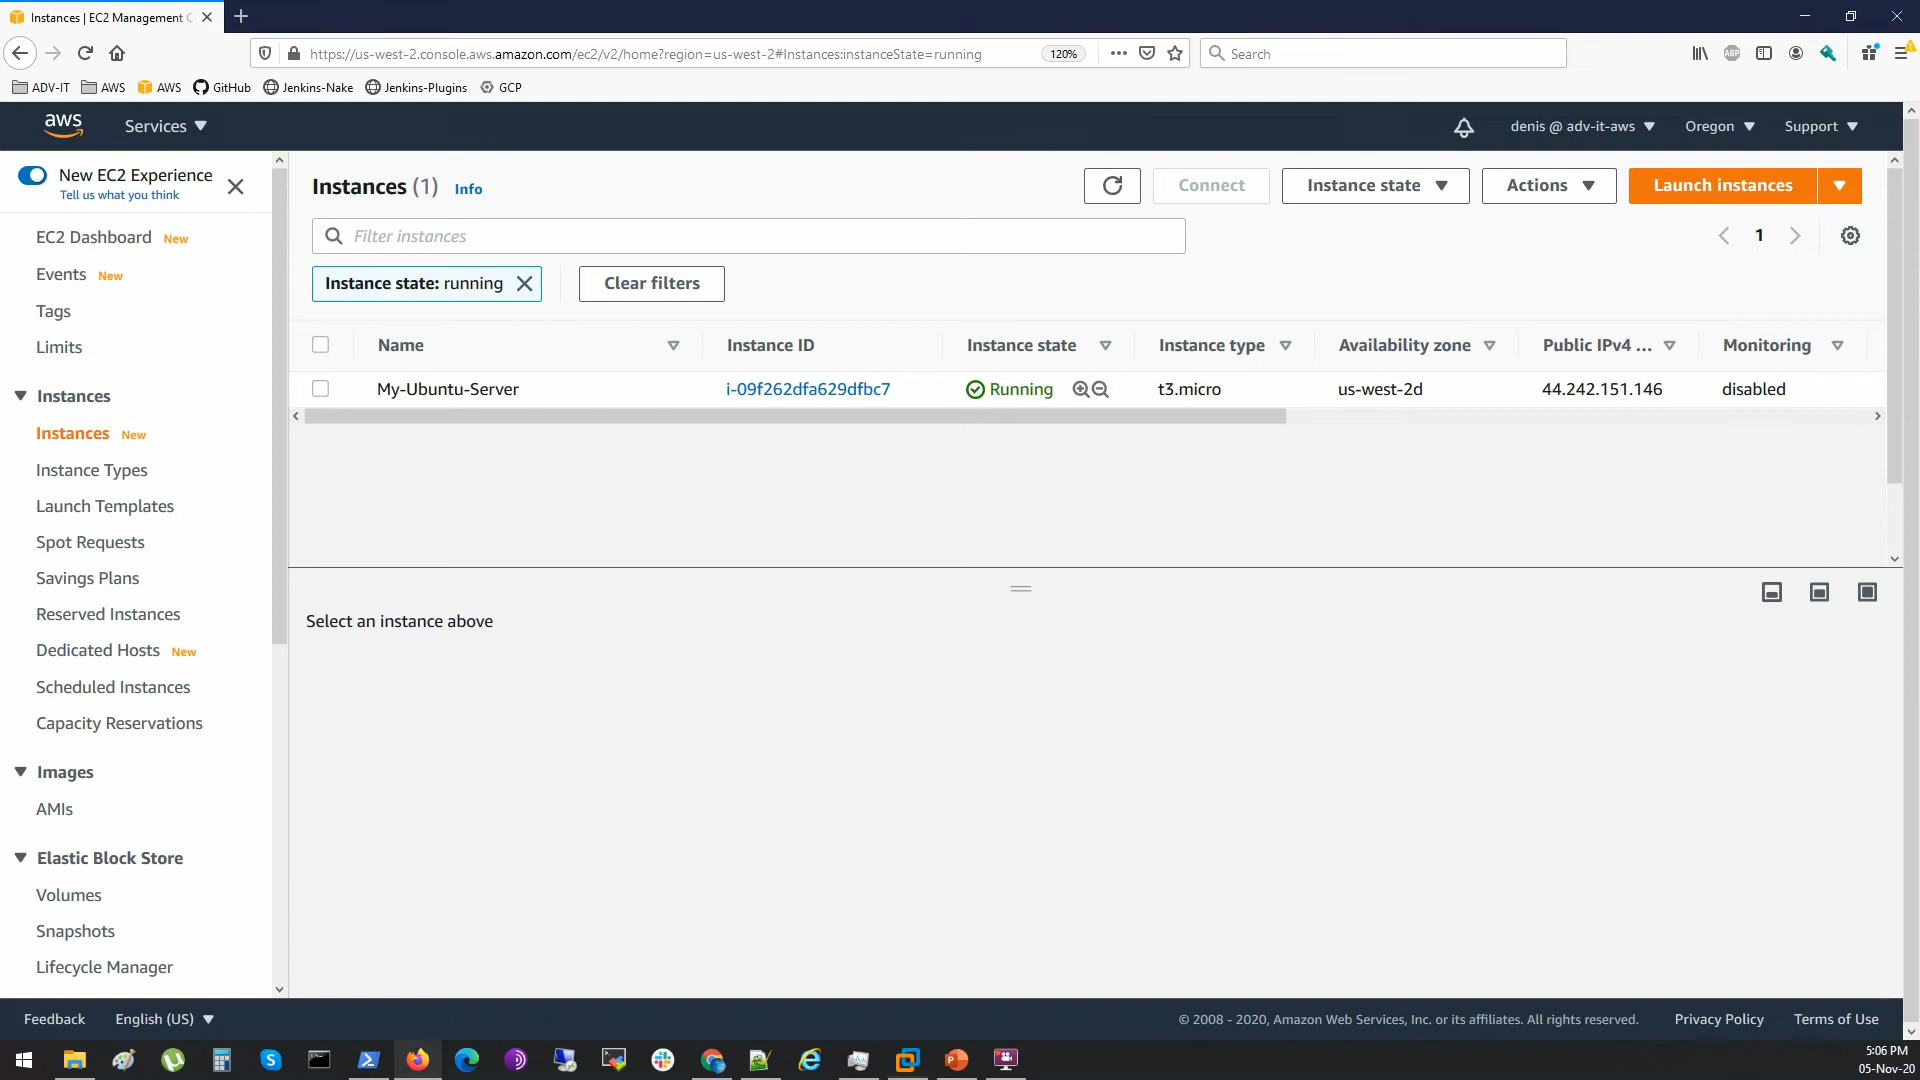 Instances | EC2 Management C
https://us-west-2.console.aws.amazon.com/ec2/v2/home?region=us-west-2#Instances:instanceState=running
120%
Search
ABP
ADV-IT
AWS
AWS
GitHub
Jenkins-Nake
Jenkins-Plugins
GCP
aws
Services
denis @ adv-it-aws
Oregon
Support
New EC2 Experience
Tell us what you think
EC2 Dashboard New
Events New
Tags
Limits
Instances
Instances New
Instance Types
Launch Templates
Spot Requests
Savings Plans
Reserved Instances
Dedicated Hosts New
Scheduled Instances
Capacity Reservations
Images
AMIs
Elastic Block Store
Volumes
Snapshots
Lifecycle Manager
Instances (1) Info
Connect
Instance state
Actions
Launch instances
Filter instances
1
Instance state: running
Clear filters
Name Instance ID Instance state Instance type Availability zone Public IPv4 ... Monitoring
My-Ubuntu-Server i-09f262dfa629dfbc7 Running t3.micro us-west-2d 44.242.151.146 disabled
Select an instance above
Feedback
English (US)
© 2008 - 2020, Amazon Web Services, Inc. or its affiliates. All rights reserved.
Privacy Policy
Terms of Use
5:06 PM
05-Nov-20